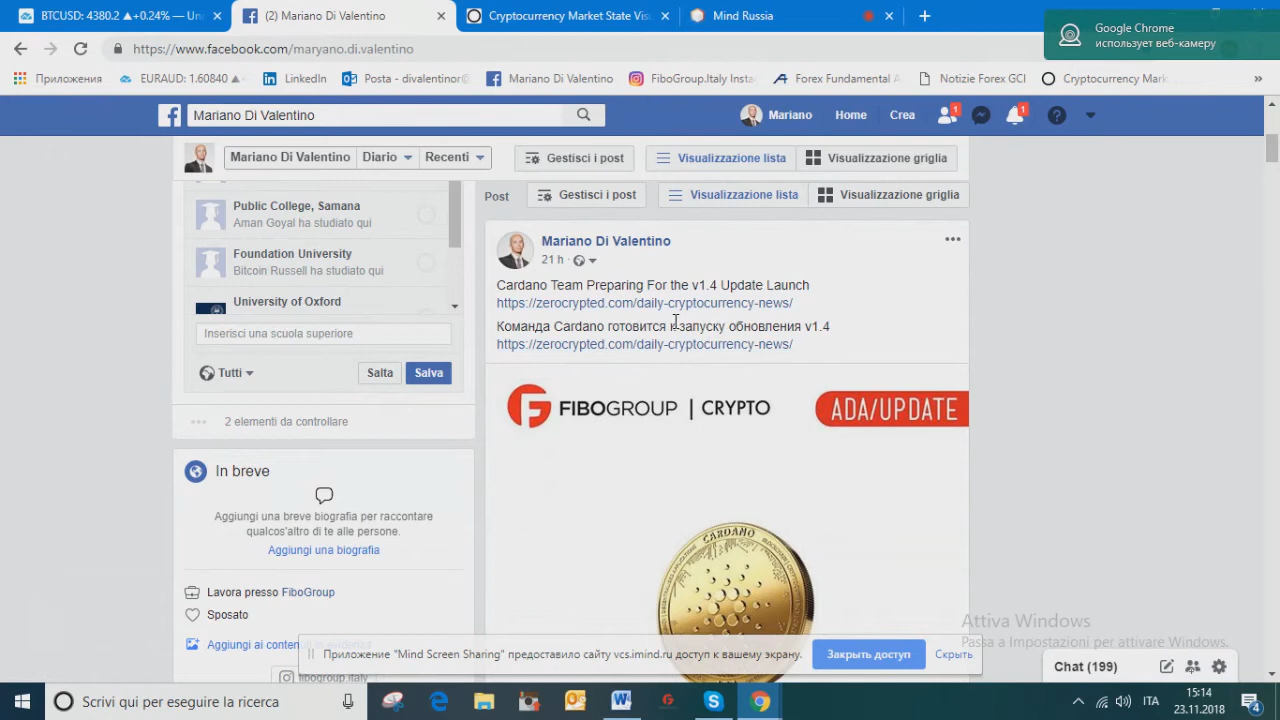 BTCUSD: 4380.2 ▲+0.24% — Un
(2) Mariano Di Valentino
Cryptocurrency Market State Vis
Mind Russia
Google Chrome
использует веб-камеру
https://www.facebook.com/maryano.di.valentino
Приложения
EURAUD: 1.60840 ▲
LinkedIn
Posta - divalentino@
Mariano Di Valentino
FiboGroup.Italy Insta
Forex Fundamental A
Notizie Forex GCI
Cryptocurrency Mark
»
Mariano Di Valentino
Mariano
Home
Crea
1
1
Mariano Di Valentino
Diario
Recenti
Gestisci i post
Visualizzazione lista
Visualizzazione griglia
Post
Gestisci i post
Visualizzazione lista
Visualizzazione griglia
Public College, Samana
Aman Goyal ha studiato qui
Foundation University
Bitcoin Russell ha studiato qui
University of Oxford
Inserisci una scuola superiore
Tutti
Salta
Salva
2 elementi da controllare
In breve
Aggiungi una breve biografia per raccontare
qualcos'altro di te alle persone.
Aggiungi una biografia
Lavora presso FiboGroup
Sposato
Aggiungi ai conten
fibogroup.italy
Mariano Di Valentino
21 h
Cardano Team Preparing For the v1.4 Update Launch
https://zerocrypted.com/daily-cryptocurrency-news/
Команда Cardano готовится к запуску обновления v1.4
https://zerocrypted.com/daily-cryptocurrency-news/
FIBOGROUP | CRYPTO
ADA/UPDATE
CARDANO
Attiva Windows
Passa a Impostazioni per attivare Windows.
Приложение "Mind Screen Sharing" предоставило сайту vcs.imind.ru доступ к вашему экрану.
Закрыть доступ
Скрыть
Chat (199)
Scrivi qui per eseguire la ricerca
ITA
15:14
23.11.2018
4